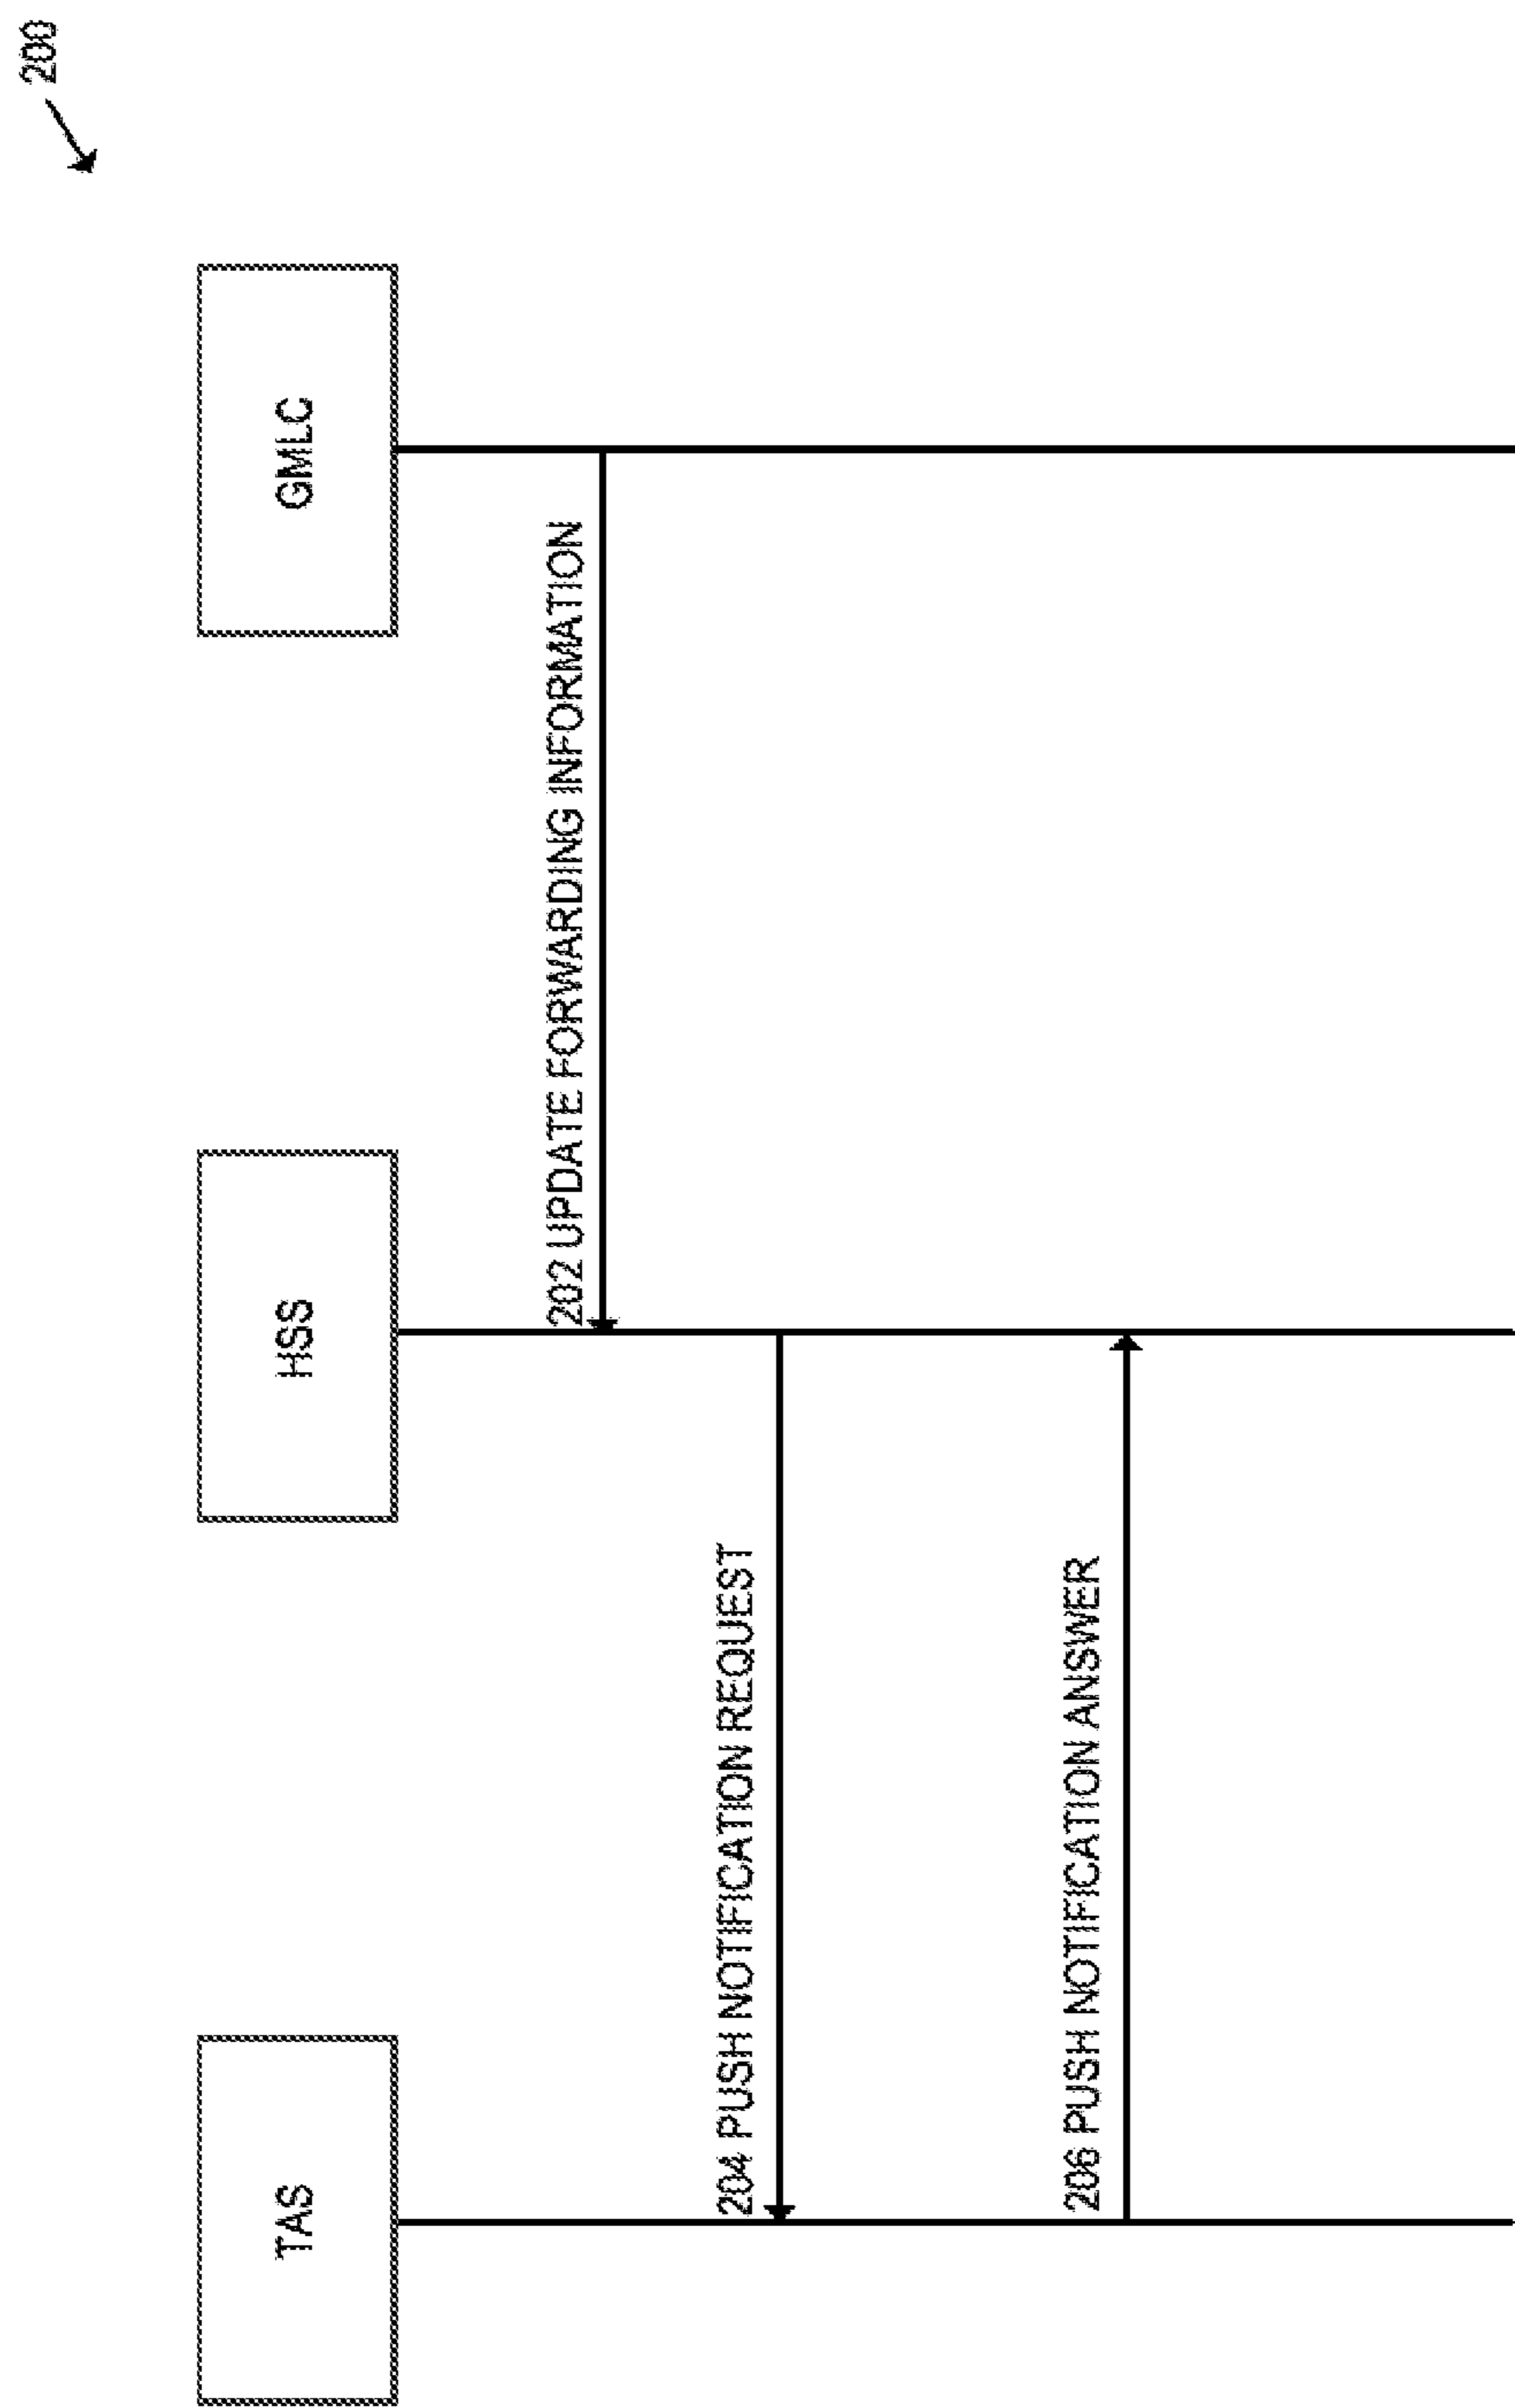 200
TAS
HSS
GMLC
202 UPDATE FORWARDING INFORMATION
204 PUSH NOTIFICATION REQUEST
206 PUSH NOTIFICATION ANSWER